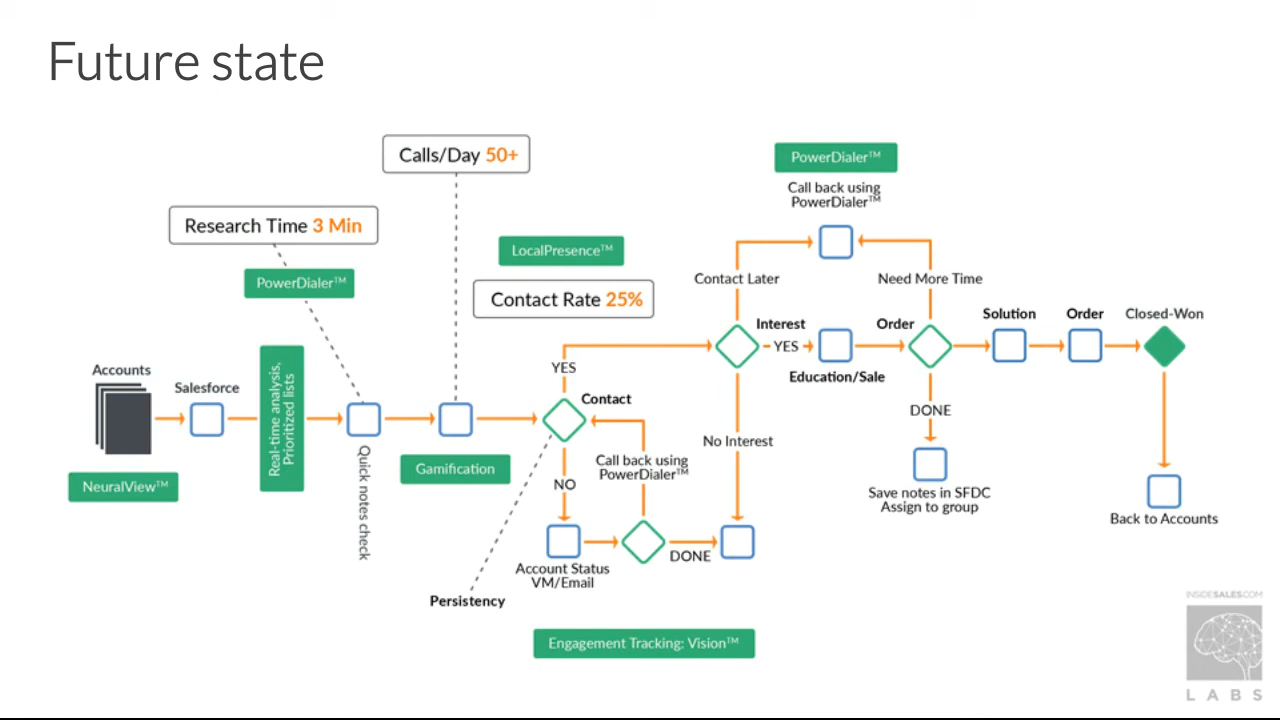 Future state
Calls/Day 50+
PowerDialer™
Call back using
PowerDialer™
Research Time 3 Min
LocalPresence™
PowerDialer™
Contact Rate 25%
Contact Later
Need More Time
Interest
YES
Order
Solution
Order
Closed-Won
Education/Sale
Accounts
Salesforce
Real-time analysis,
Prioritized lists
YES
Contact
DONE
No Interest
Quick notes check
Gamification
Call back using
PowerDialer™
NO
NeuralView™
Save notes in SFDC
Assign to group
Back to Accounts
DONE
Account Status
VM/Email
Persistency
Engagement Tracking: Vision™
INSIDESALES.COM
LABS